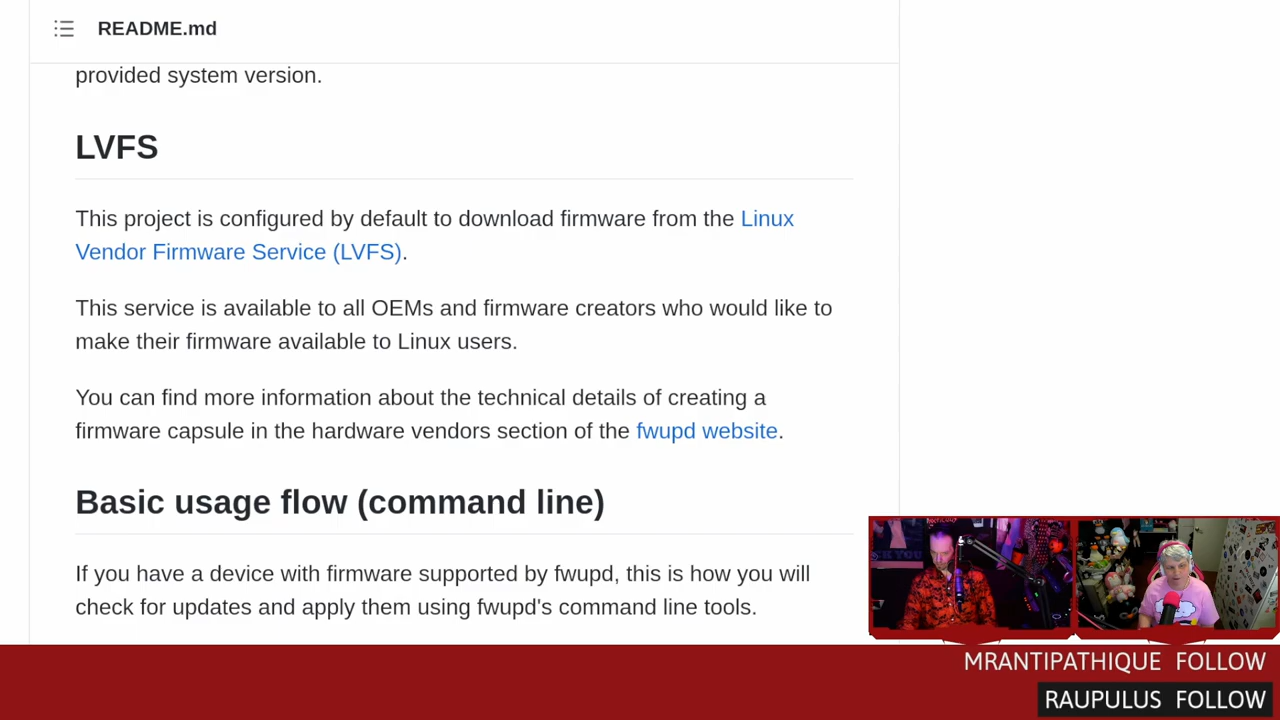 README.md
provided system version.
LVFS
This project is configured by default to download firmware from the Linux
Vendor Firmware Service (LVFS).
This service is available to all OEMs and firmware creators who would like to
make their firmware available to Linux users.
You can find more information about the technical details of creating a
firmware capsule in the hardware vendors section of the fwupd website.
Basic usage flow (command line)
If you have a device with firmware supported by fwupd, this is how you will
check for updates and apply them using fwupd's command line tools.
MRANTIPATHIQUE FOLLOW
RAUPULUS FOLLOW